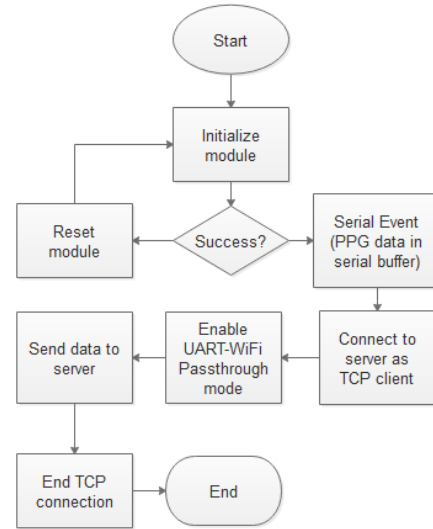 Start
Initialize
module
Reset
module
Success?
Serial Event
(PPG data in
serial buffer)
Send data to
server
Enable
UART-WiFi
Passthrough
mode
Connect to
server as
TCP client
End TCP
connection
End